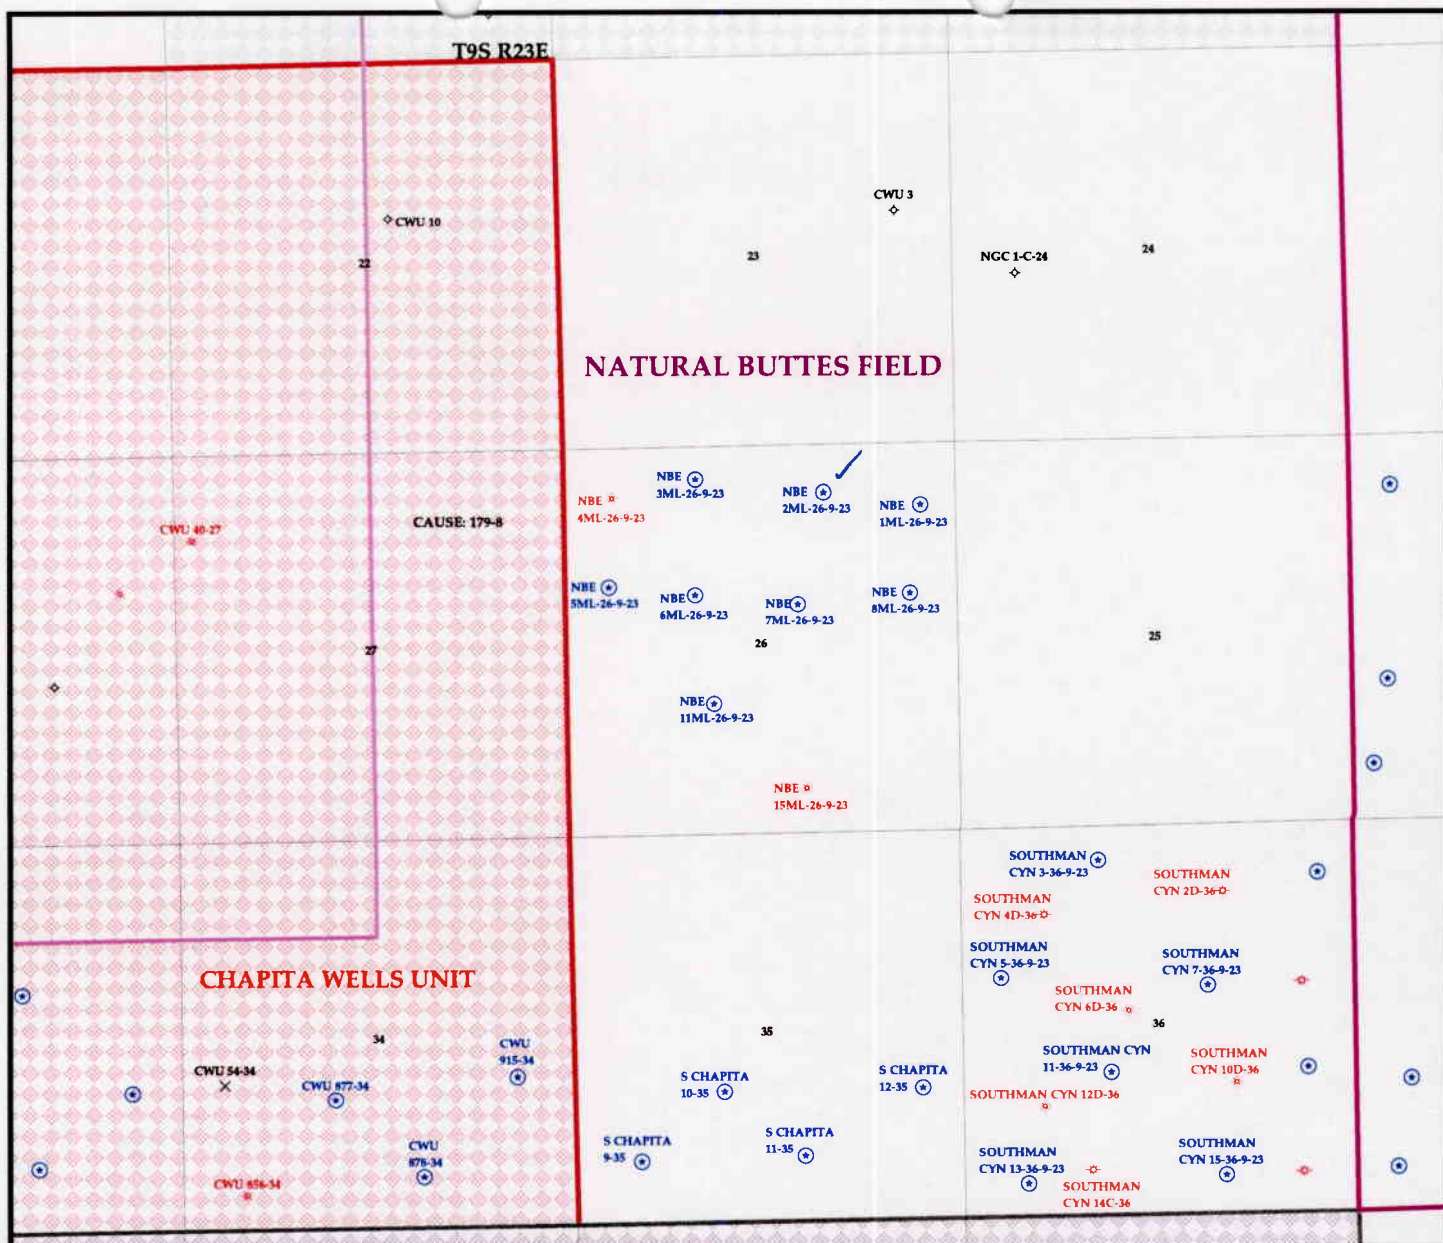 T9S R23E
CWU 3
CWU 10
22
23
NGC 1-C-24
24
NATURAL BUTTES FIELD
NBE
3ML-26-9-23
NBE
4ML-26-9-23
NBE
2ML-26-9-23
NBE
1ML-26-9-23
CWU 40-27
CAUSE: 179-8
NBE
5ML-26-9-23
NBE
6ML-26-9-23
NBE
7ML-26-9-23
NBE
8ML-26-9-23
27
26
25
NBE
11ML-26-9-23
NBE
15ML-26-9-23
SOUTHMAN
CYN 3-36-9-23
SOUTHMAN
CYN 2D-36
SOUTHMAN
CYN 4D-36
SOUTHMAN
CYN 5-36-9-23
SOUTHMAN
CYN 7-36-9-23
CHAPITA WELLS UNIT
SOUTHMAN
CYN 6D-36
34
35
36
CWU
915-34
CWU 54-34
CWU 877-34
S CHAPITA
10-35
S CHAPITA
12-35
SOUTHMAN CYN
11-36-9-23
SOUTHMAN
CYN 10D-36
SOUTHMAN CYN 12D-36
CWU
878-34
S CHAPITA
9-35
S CHAPITA
11-35
SOUTHMAN
CYN 13-36-9-23
SOUTHMAN
CYN 15-36-9-23
CWU 856-34
SOUTHMAN
CYN 14C-36